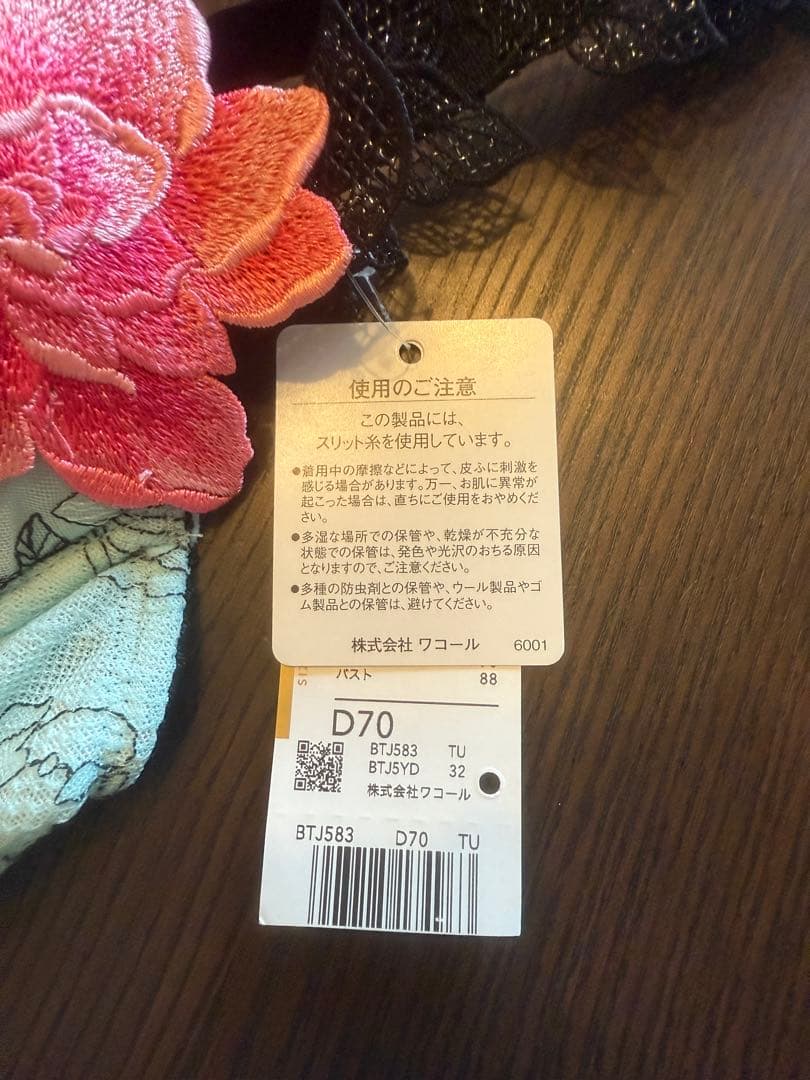 使用のご注意
この製品には、
スリット糸を使用しています。
●着用中の摩擦などによって、皮ふに刺激を
感じる場合があります。万一、お肌に異常が
起こった場合は、直ちにご使用をおやめくだ
さい。
●多湿な場所での保管や、乾燥が不充分な
状態での保管は、発色や光沢のおちる原因
となりますので、ご注意ください。
●多種の防虫剤との保管や、ウール製品やゴ
ム製品との保管は、避けてください。
株式会社 ワコール 6001
バスト 88
D70
BTJ583 TU
BTJ5YD 32
株式会社ワコール
BTJ583 D70 TU